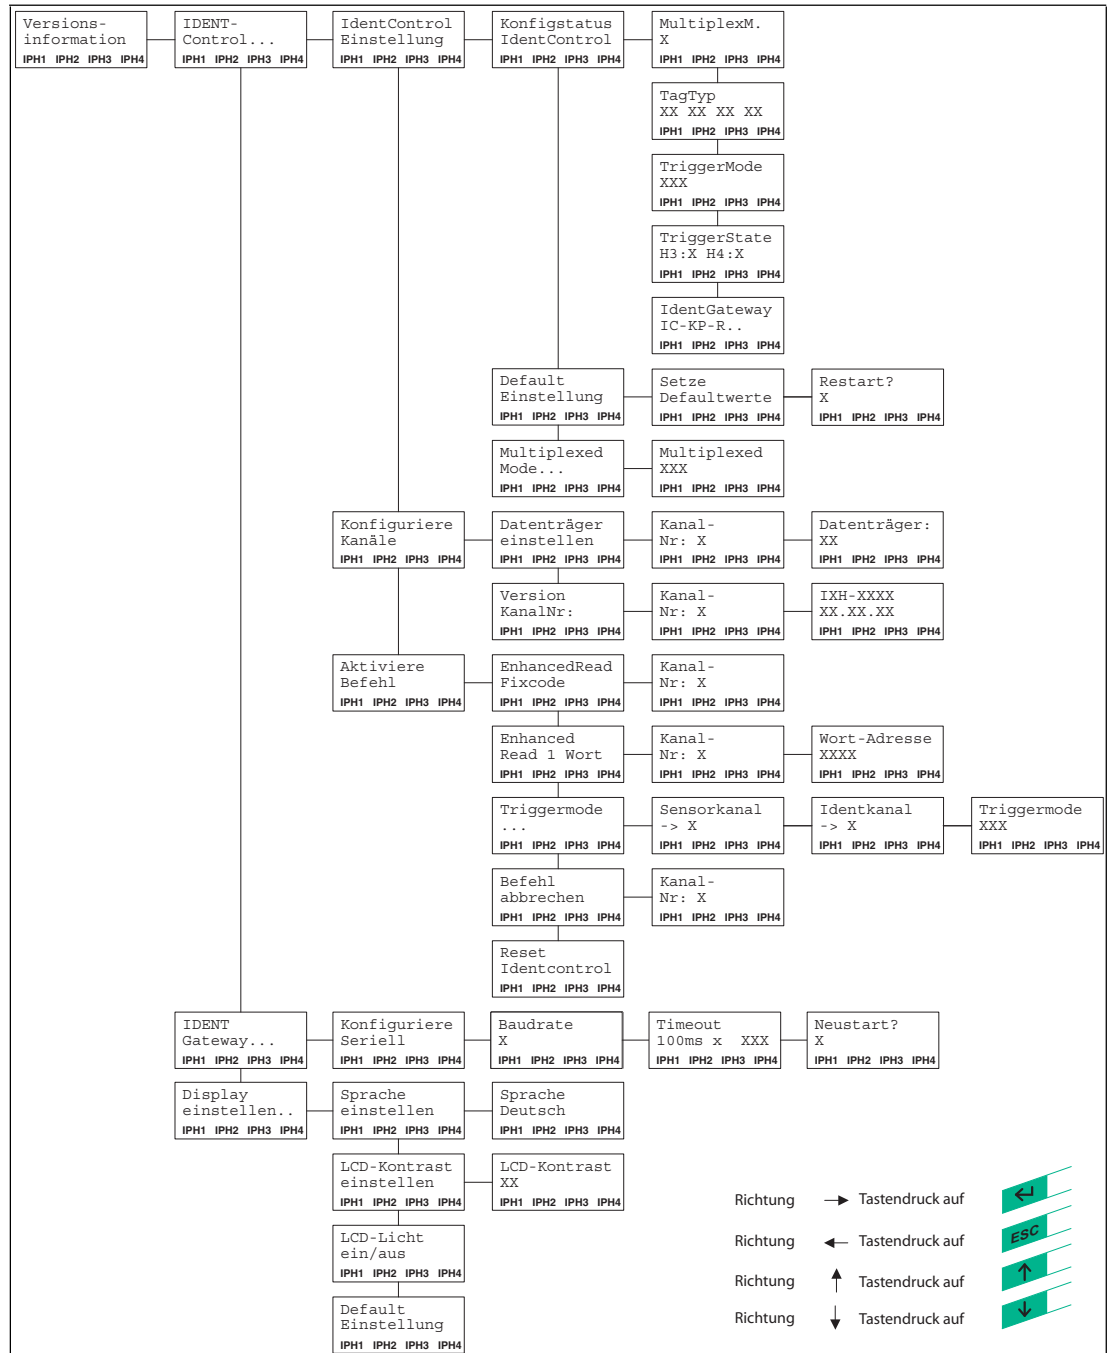 Versions-
information
IPH1 IPH2 IPH3 IPH4
IDENT-
Control...
IPH1 IPH2 IPH3 IPH4
IdentControl
Einstellung
IPH1 IPH2 IPH3 IPH4
Konfigstatus
IdentControl
IPH1 IPH2 IPH3 IPH4
MultiplexM.
X
IPH1 IPH2 IPH3 IPH4
TagTyp
XX XX XX XX
IPH1 IPH2 IPH3 IPH4
TriggerMode
XXX
IPH1 IPH2 IPH3 IPH4
TriggerState
H3:X H4:X
IPH1 IPH2 IPH3 IPH4
IdentGateway
IC-KP-R..
IPH1 IPH2 IPH3 IPH4
Default
Einstellung
IPH1 IPH2 IPH3 IPH4
Setze
Defaultwerte
IPH1 IPH2 IPH3 IPH4
Restart?
X
IPH1 IPH2 IPH3 IPH4
Multiplexed
Mode...
IPH1 IPH2 IPH3 IPH4
Multiplexed
XXX
IPH1 IPH2 IPH3 IPH4
Konfiguriere
Kanäle
IPH1 IPH2 IPH3 IPH4
Datenträger
einstellen
IPH1 IPH2 IPH3 IPH4
Kanal-
Nr: X
IPH1 IPH2 IPH3 IPH4
Datenträger:
XX
IPH1 IPH2 IPH3 IPH4
Version
KanalNr:
IPH1 IPH2 IPH3 IPH4
Kanal-
Nr: X
IPH1 IPH2 IPH3 IPH4
IXH-XXXX
XX.XX.XX
IPH1 IPH2 IPH3 IPH4
Aktiviere
Befehl
IPH1 IPH2 IPH3 IPH4
EnhancedRead
Fixcode
IPH1 IPH2 IPH3 IPH4
Kanal-
Nr: X
IPH1 IPH2 IPH3 IPH4
Enhanced
Read 1 Wort
IPH1 IPH2 IPH3 IPH4
Kanal-
Nr: X
IPH1 IPH2 IPH3 IPH4
Wort-Adresse
XXXX
IPH1 IPH2 IPH3 IPH4
Triggermode
...
IPH1 IPH2 IPH3 IPH4
Sensorkanal
-> X
IPH1 IPH2 IPH3 IPH4
Identkanal
-> X
IPH1 IPH2 IPH3 IPH4
Triggermode
XXX
IPH1 IPH2 IPH3 IPH4
Befehl
abbrechen
IPH1 IPH2 IPH3 IPH4
Kanal-
Nr: X
IPH1 IPH2 IPH3 IPH4
Reset
Identcontrol
IPH1 IPH2 IPH3 IPH4
IDENT
Gateway...
IPH1 IPH2 IPH3 IPH4
Konfiguriere
Seriell
IPH1 IPH2 IPH3 IPH4
Baudrate
X
IPH1 IPH2 IPH3 IPH4
Timeout
100ms x XXX
IPH1 IPH2 IPH3 IPH4
Neustart?
X
IPH1 IPH2 IPH3 IPH4
Display
einstellen..
IPH1 IPH2 IPH3 IPH4
Sprache
einstellen
IPH1 IPH2 IPH3 IPH4
Sprache
Deutsch
IPH1 IPH2 IPH3 IPH4
LCD-Kontrast
einstellen
IPH1 IPH2 IPH3 IPH4
LCD-Kontrast
XX
IPH1 IPH2 IPH3 IPH4
LCD-Licht
ein/aus
IPH1 IPH2 IPH3 IPH4
Default
Einstellung
IPH1 IPH2 IPH3 IPH4
Richtung → Tastendruck auf ↵
Richtung ← Tastendruck auf ESC
Richtung ↑ Tastendruck auf ↑
Richtung ↓ Tastendruck auf ↓